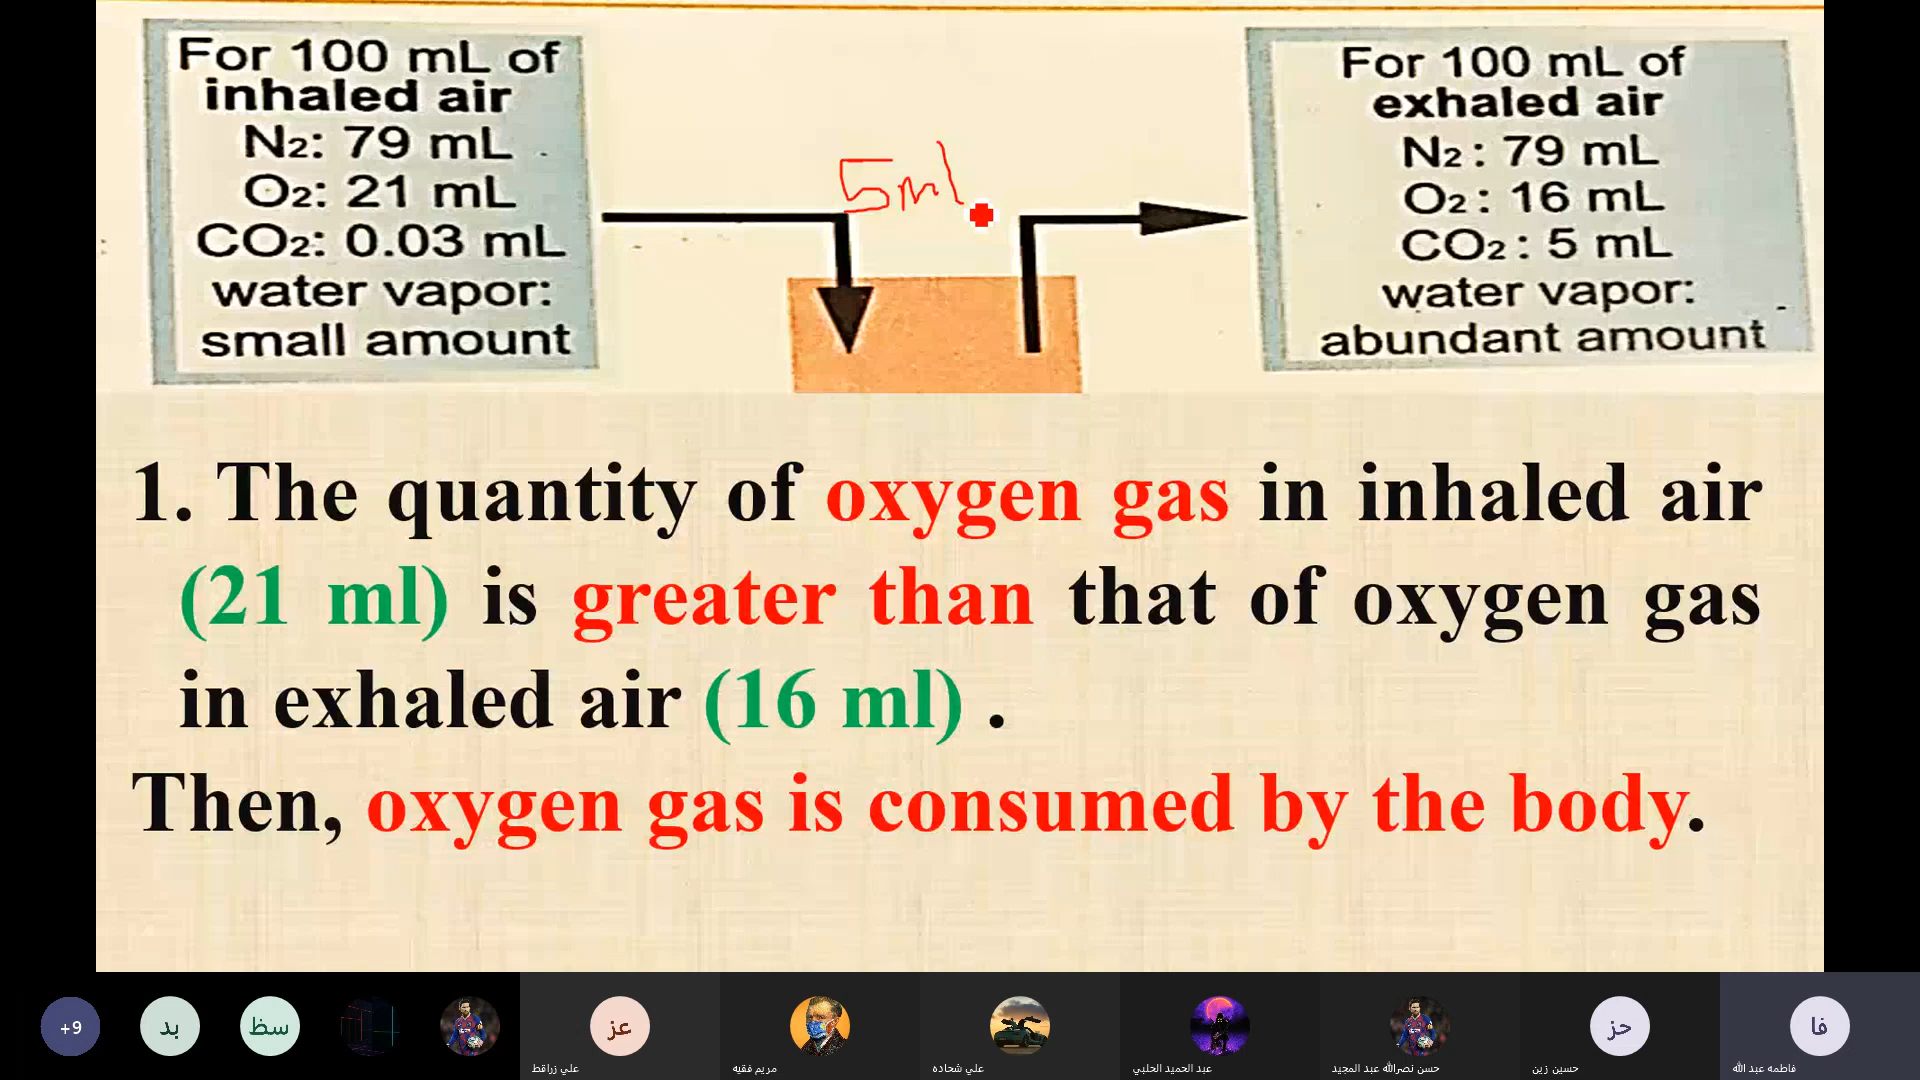 For 100 mL of
inhaled air
N2: 79 mL
O2: 21 mL
CO2: 0.03 mL
water vapor:
small amount
5ml
For 100 mL of
exhaled air
N2 : 79 mL
O2 : 16 mL
CO2 : 5 mL
water vapor:
abundant amount
1. The quantity of oxygen gas in inhaled air
(21 ml) is greater than that of oxygen gas
in exhaled air (16 ml) .
Then, oxygen gas is consumed by the body.
+9
بد
سظ
عز
علي زراقط
مريم فقيه
علي شحاده
عبد الحميد الحلبي
حسن نصرالله عبد المجيد
حز
حسين زين
فا
فاطمه عبد الله